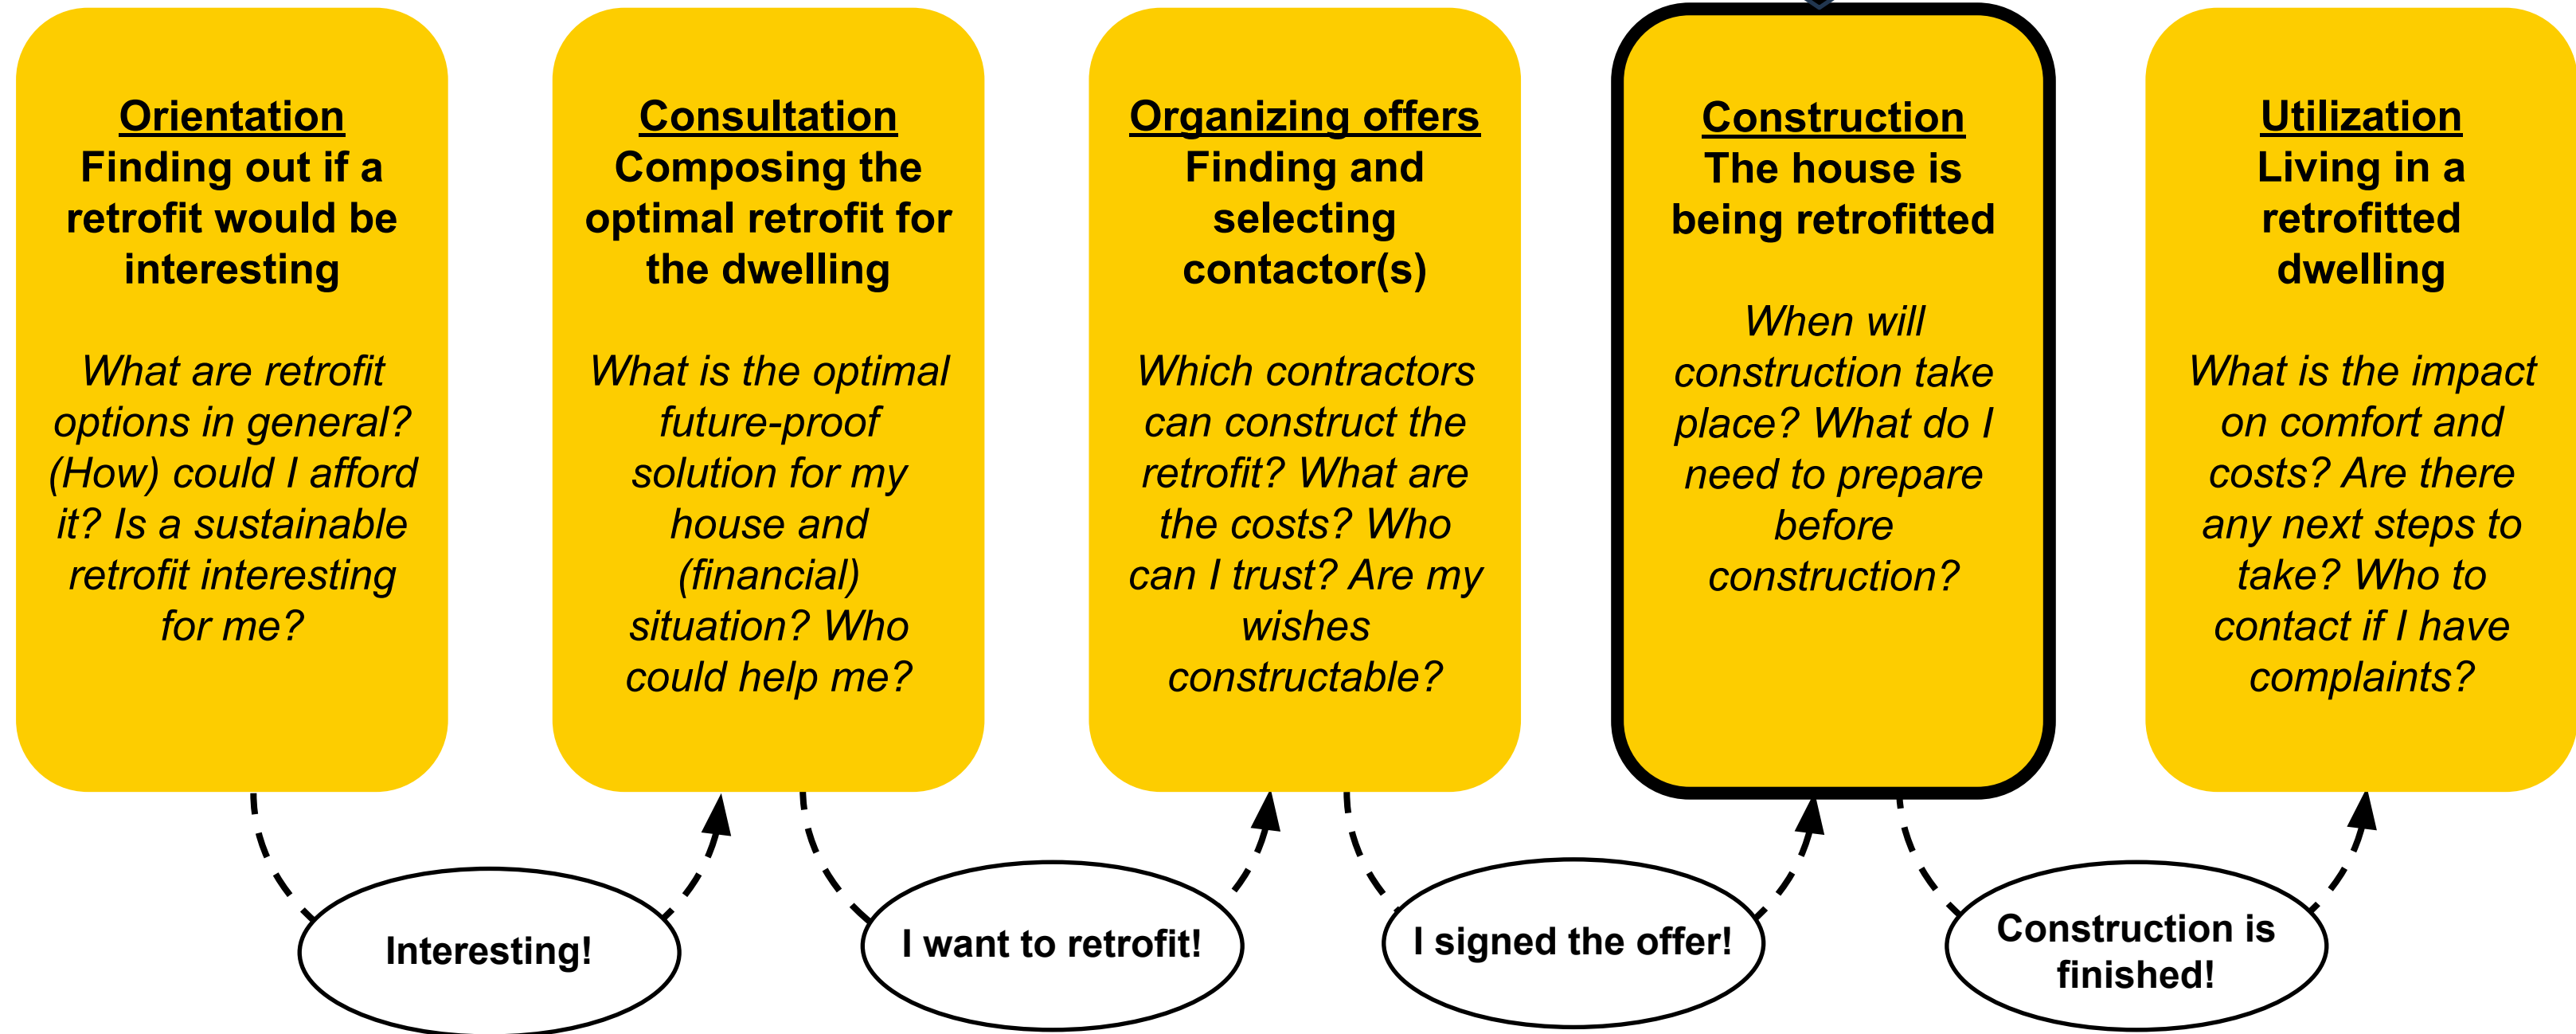 Orientation
Finding out if a
retrofit would be
interesting
What are retrofit
options in general?
(How) could I afford
it? Is a sustainable
retrofit interesting
for me?
Consultation
Composing the
optimal retrofit for
the dwelling
What is the optimal
future-proof
solution for my
house and
(financial)
situation? Who
could help me?
Organizing offers
Finding and
selecting
contactor(s)
Which contractors
can construct the
retrofit? What are
the costs? Who
can I trust? Are my
wishes
constructable?
Construction
The house is
being retrofitted
When will
construction take
place? What do I
need to prepare
before
construction?
Utilization
Living in a
retrofitted
dwelling
What is the impact
on comfort and
costs? Are there
any next steps to
take? Who to
contact if I have
complaints?
Interesting!
I want to retrofit!
I signed the offer!
Construction is
finished!